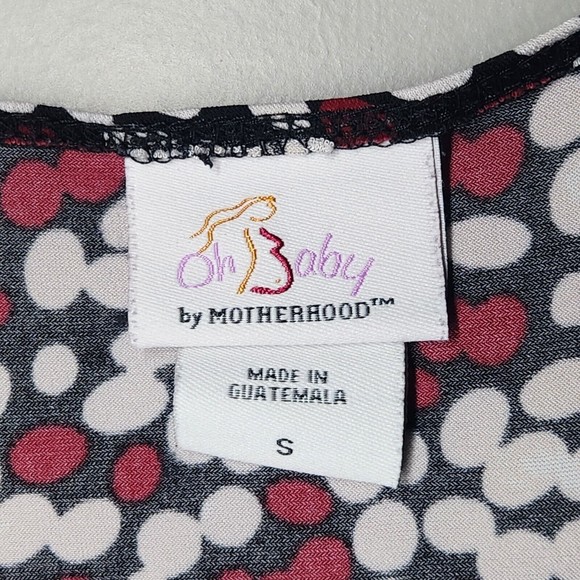 Oh Baby
by MOTHERHOOD™
MADE IN
GUATEMALA
S